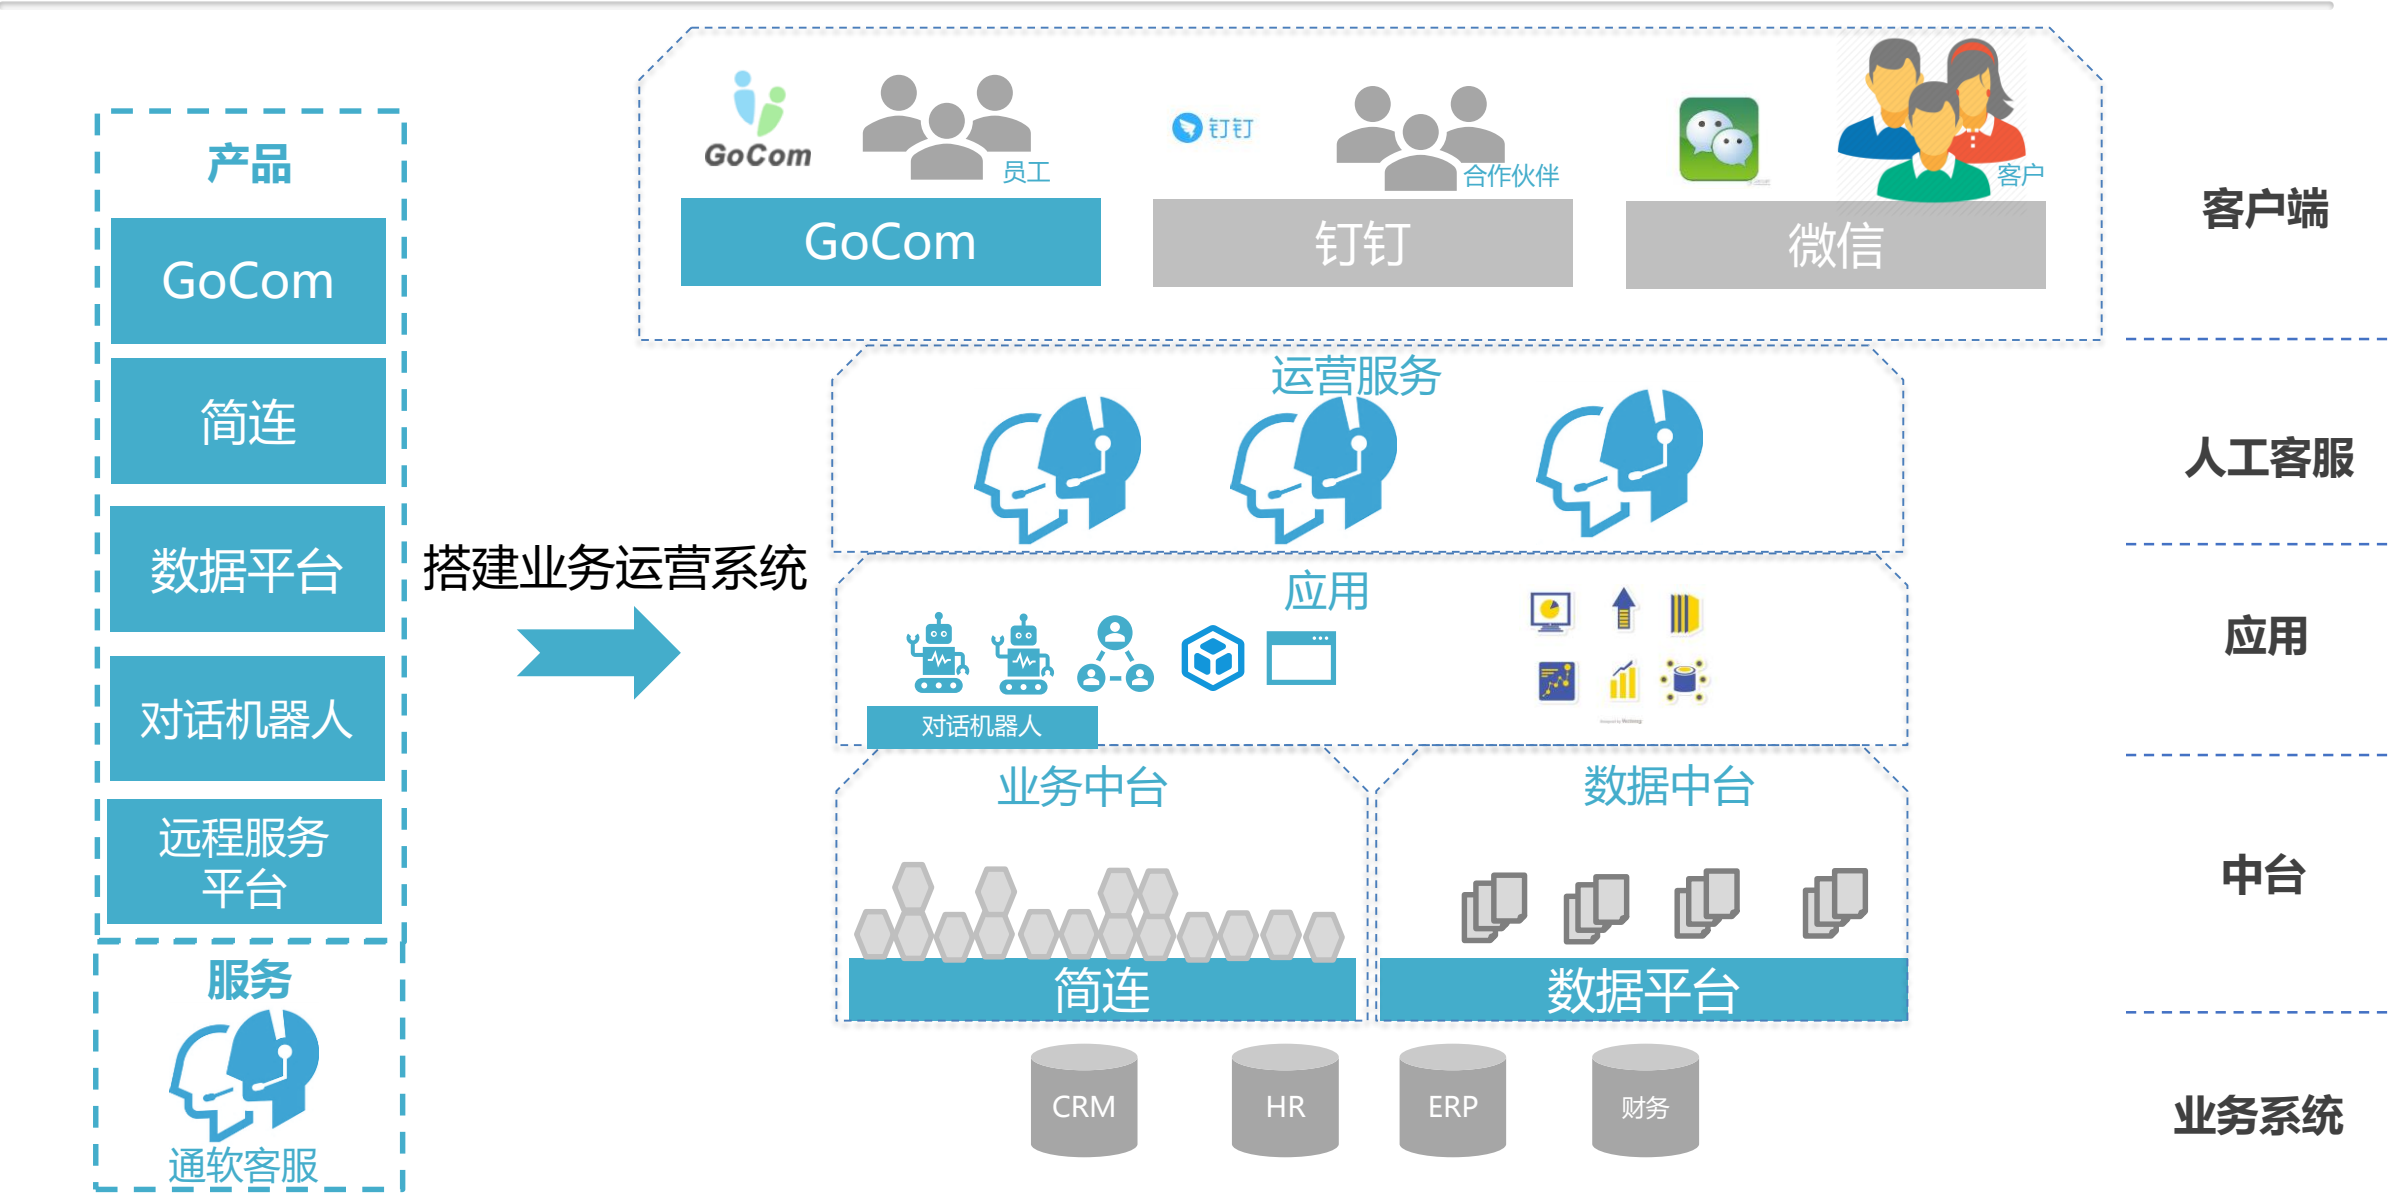 产品
GoCom
简连
数据平台
对话机器人
远程服务
平台
服务
通软客服
搭建业务运营系统
GoCom
员工
GoCom
钉钉
合作伙伴
钉钉
客户
微信
客户端
运营服务
人工客服
应用
对话机器人
应用
业务中台
简连
数据中台
数据平台
中台
CRM
HR
ERP
财务
业务系统